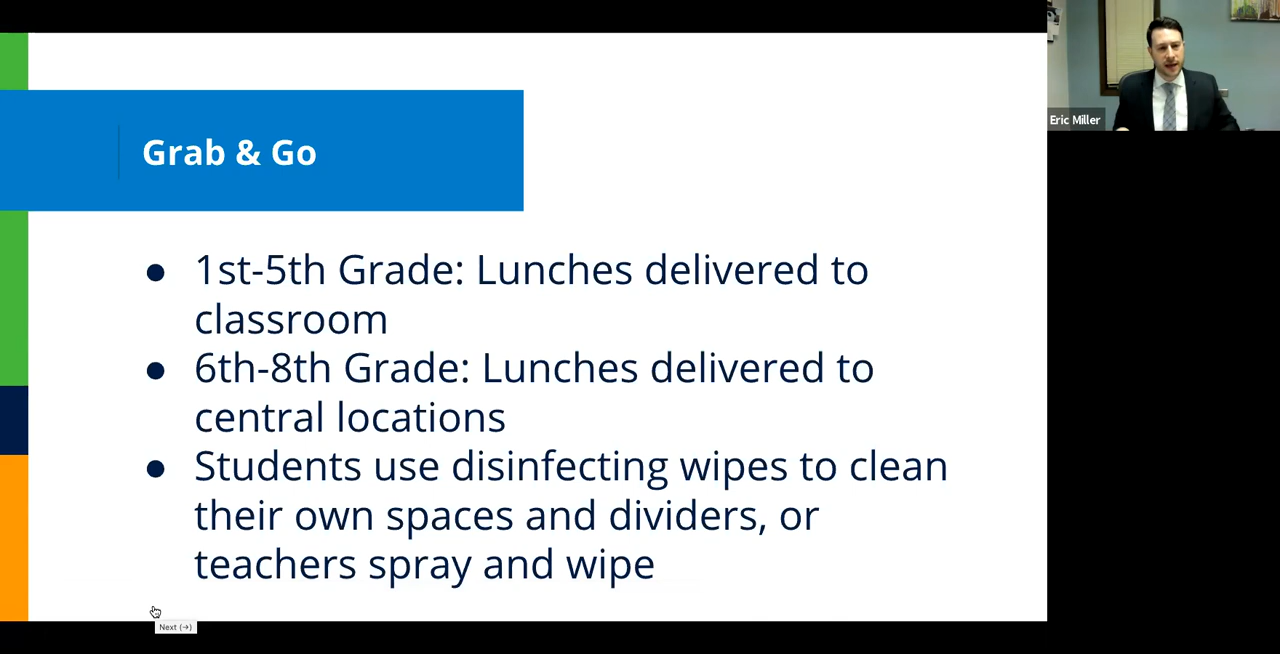 Grab & Go
● 1st-5th Grade: Lunches delivered to
classroom
● 6th-8th Grade: Lunches delivered to
central locations
● Students use disinfecting wipes to clean
their own spaces and dividers, or
teachers spray and wipe
Next (→)
Eric Miller